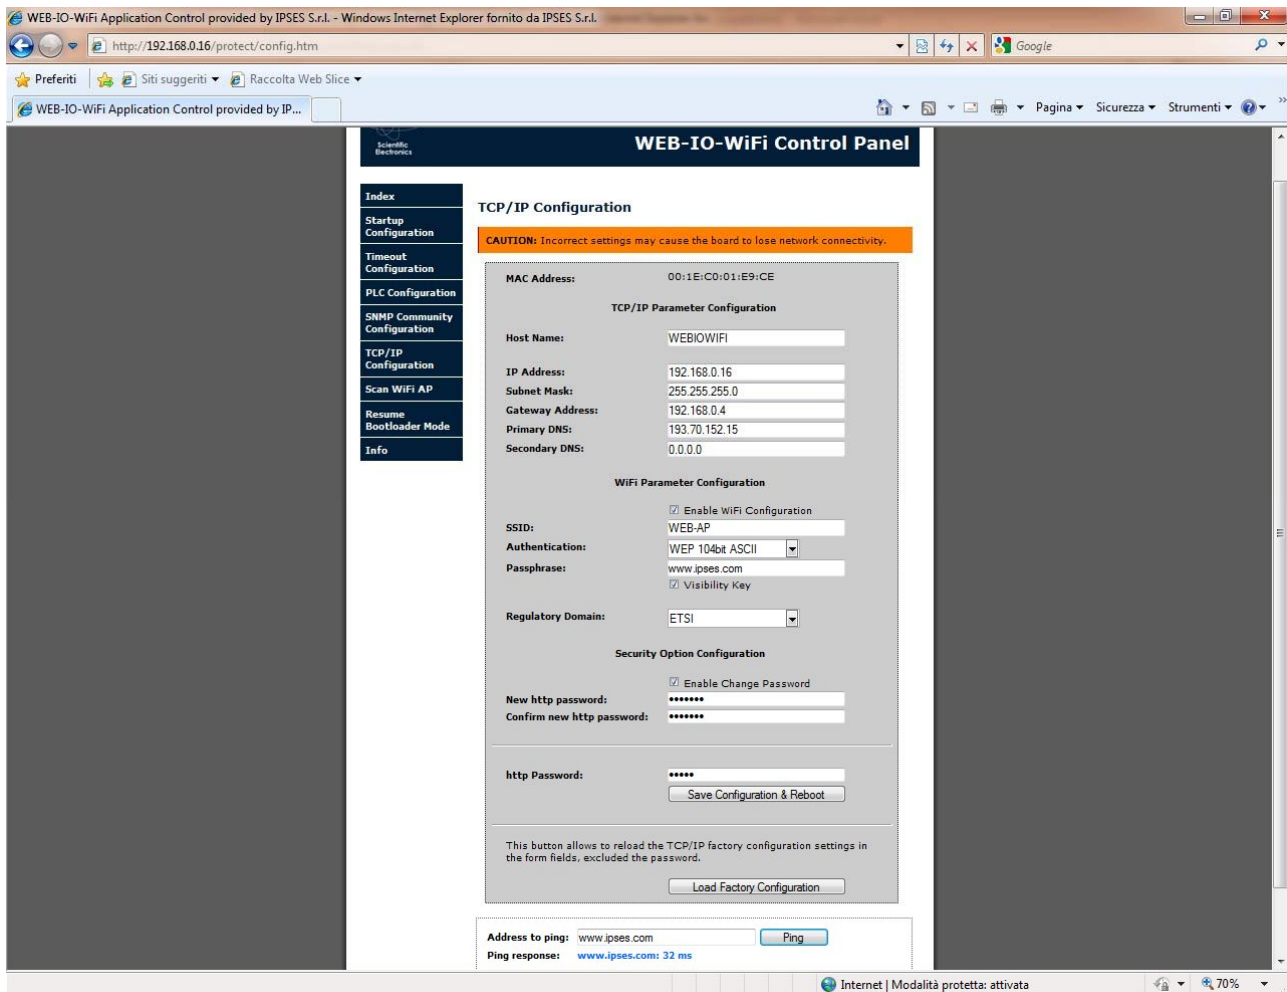 WEB-IO-WiFi Application Control provided by IPSES S.r.l. - Windows Internet Explorer fornito da IPSES S.r.l.
http://192.168.0.16/protect/config.htm
Google
Preferiti
Siti suggeriti
Raccolta Web Slice
WEB-IO-WiFi Application Control provided by IP...
Pagina
Sicurezza
Strumenti
Scientific
Electronics
WEB-IO-WiFi Control Panel
Index
Startup
Configuration
Timeout
Configuration
PLC Configuration
SNMP Community
Configuration
TCP/IP
Configuration
Scan WiFi AP
Resume
Bootloader Mode
Info
TCP/IP Configuration
CAUTION: Incorrect settings may cause the board to lose network connectivity.
MAC Address: 00:1E:C0:01:E9:CE
TCP/IP Parameter Configuration
Host Name: WEBIOWIFI
IP Address: 192.168.0.16
Subnet Mask: 255.255.255.0
Gateway Address: 192.168.0.4
Primary DNS: 193.70.152.15
Secondary DNS: 0.0.0.0
WiFi Parameter Configuration
Enable WiFi Configuration
SSID: WEB-AP
Authentication: WEP 104bit ASCII
Passphrase: www.ipses.com
Visibility Key
Regulatory Domain: ETSI
Security Option Configuration
Enable Change Password
New http password: •••••••
Confirm new http password: •••••••
http Password: •••••
Save Configuration & Reboot
This button allows to reload the TCP/IP factory configuration settings in
the form fields, excluded the password.
Load Factory Configuration
Address to ping: www.ipses.com Ping
Ping response: www.ipses.com: 32 ms
Internet | Modalità protetta: attivata
70%